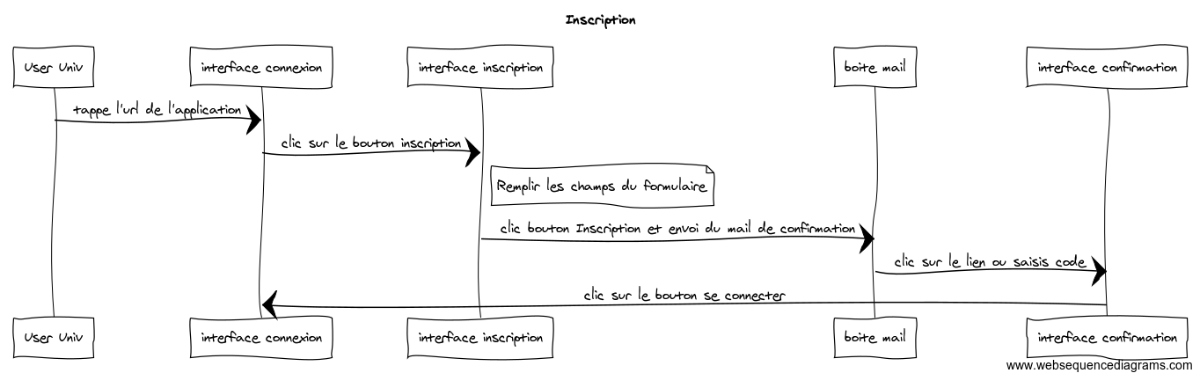 Inscription
User Univ
interface connexion
interface inscription
boite mail
interface confirmation
tappe l'url de l'application
clic sur le bouton inscription
Remplir les champs du formulaire
clic bouton Inscription et envoi du mail de confirmation
clic sur le lien ou saisis code
clic sur le bouton se connecter
User Univ
interface connexion
interface inscription
boite mail
interface confirmation
www.websequencediagrams.com